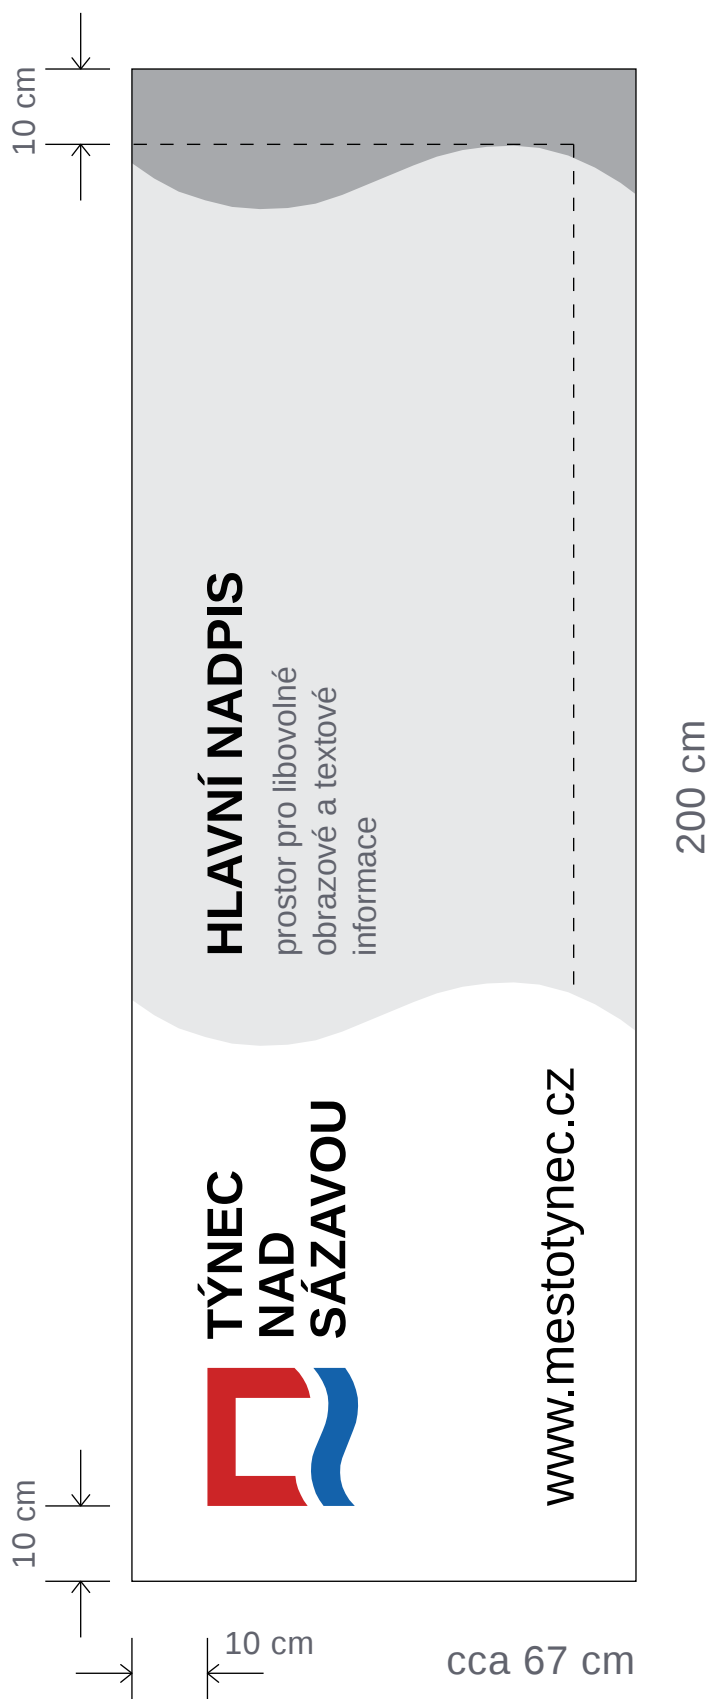 10 cm
HLAVNÍ NADPIS
prostor pro libovolné
obrazové a textové
informace
200 cm
TÝNEC
NAD
SÁZAVOU
www.mestotynec.cz
10 cm
10 cm
cca 67 cm